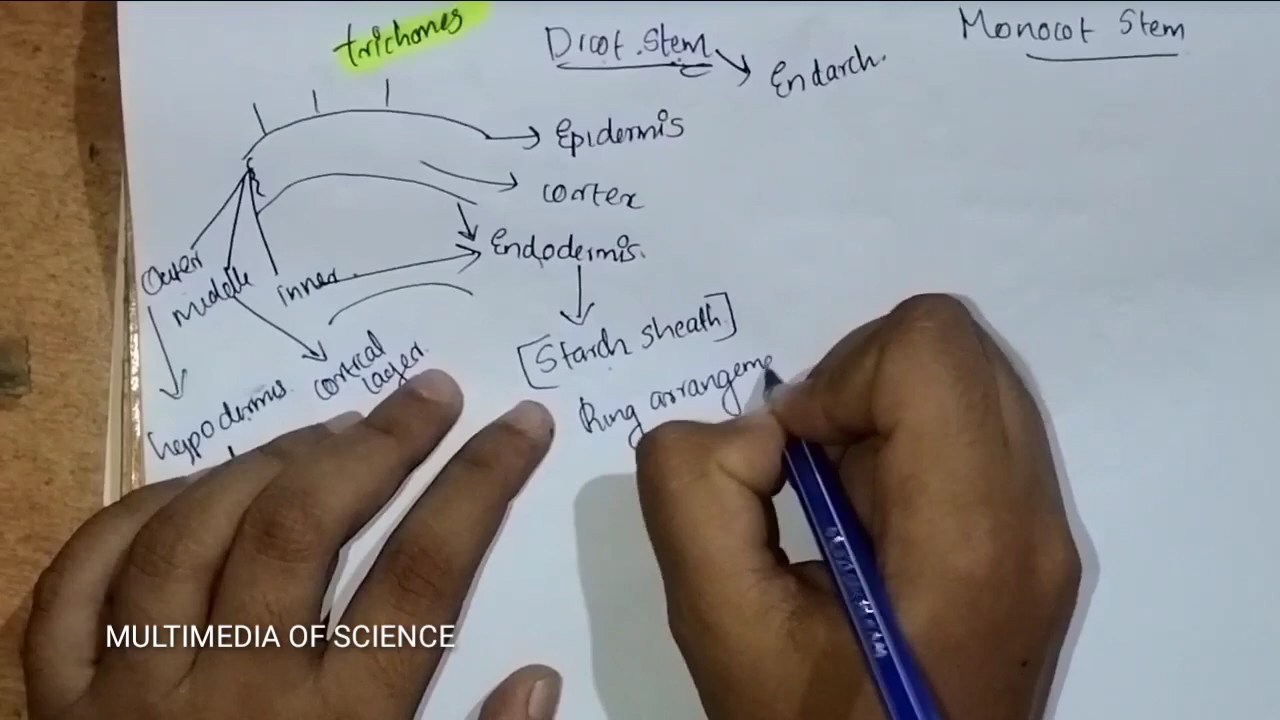 trichomes
Dicot.Stem
Endarch.
Monocot Stem
Epidermis
cortex
Endodermis.
Outer
middle
inner
[Starch sheath]
hypodermis.
cortical
layer.
Ring arrangeme
MULTIMEDIA OF SCIENCE